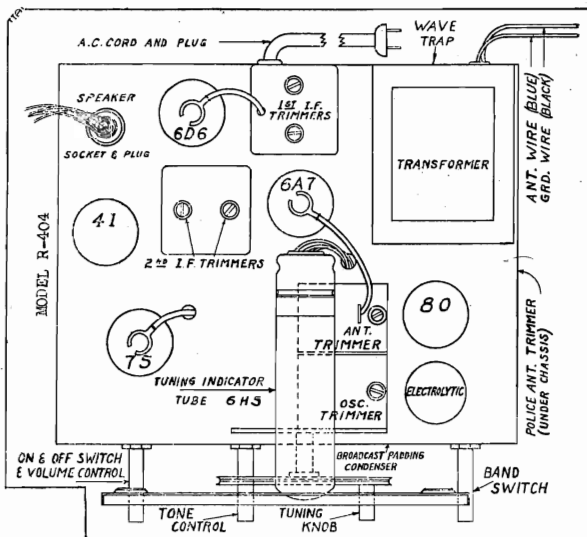 A.C. CORD AND PLUG
WAVE
TRAP
SPEAKER
SOCKET & PLUG
6D6
1ST I.F.
TRIMMERS
TRANSFORMER
ANT. WIRE (BLUE)
GRD. WIRE (BLACK)
41
2ND I.F. TRIMMERS
6A7
MODEL R-404
75
ANT.
TRIMMER
80
TUNING INDICATOR
TUBE 6H5
OSC.
TRIMMER
ELECTROLYTIC
POLICE ANT. TRIMMER
(UNDER CHASSIS)
ON & OFF SWITCH
& VOLUME CONTROL
BROADCAST PADDING
CONDENSER
BAND
SWITCH
TONE
CONTROL
TUNING
KNOB